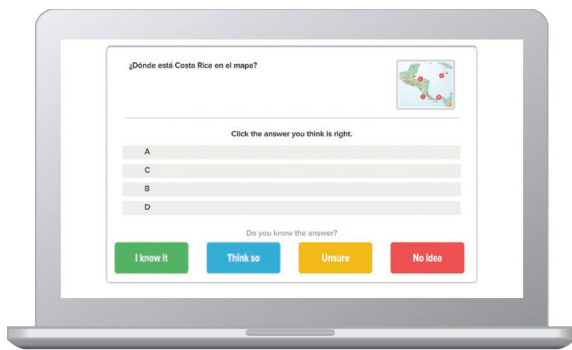 ¿Dónde está Costa Rica en el mapa?
Click the answer you think is right.
A
C
B
D
Do you know the answer?
I know it
Think so
Unsure
No idea